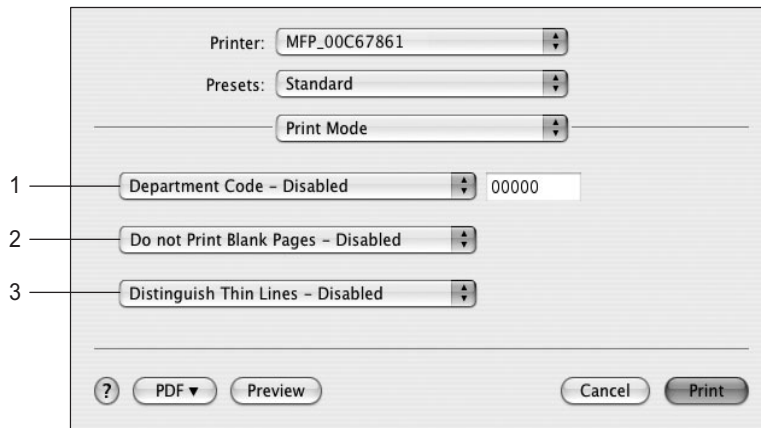 Printer: MFP_00C67861
Presets: Standard
Print Mode
1 Department Code – Disabled 00000
2 Do not Print Blank Pages – Disabled
3 Distinguish Thin Lines – Disabled
? PDF ▼ Preview Cancel Print